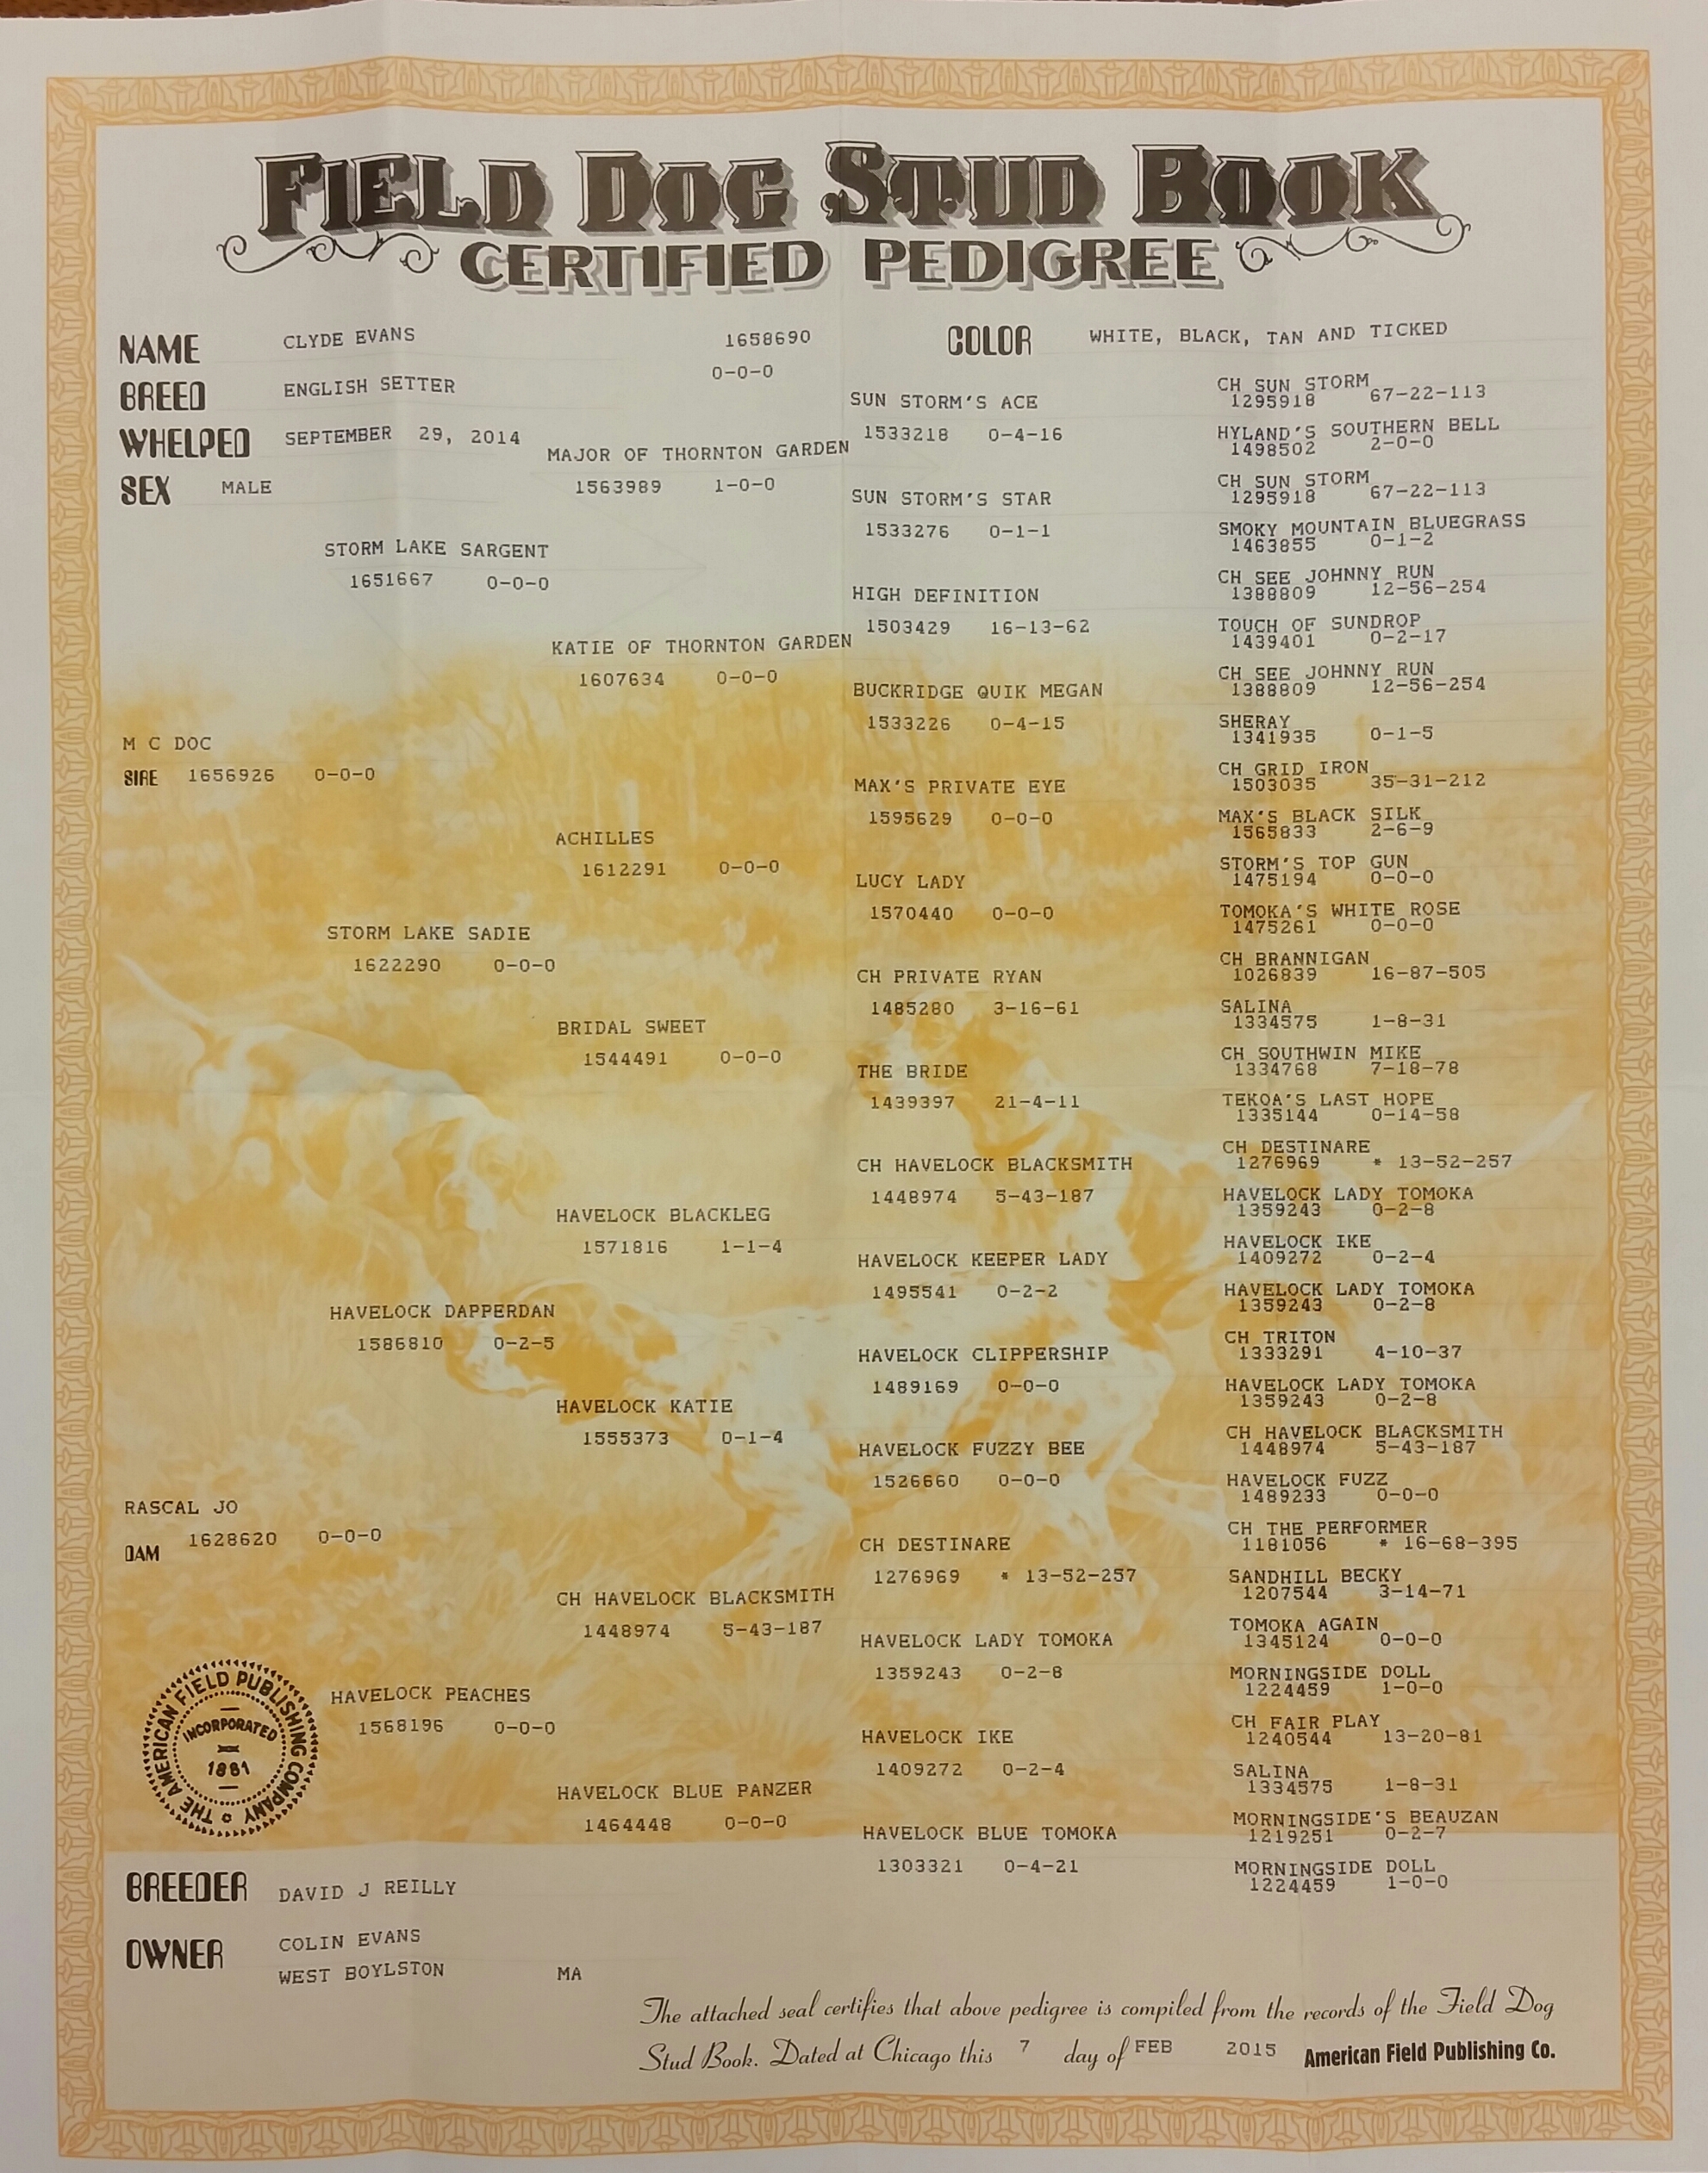 FIELD DOG STUD BOOK
CERTIFIED PEDIGREE
NAME CLYDE EVANS 1658690 COLOR WHITE, BLACK, TAN AND TICKED
0-0-0
BREED ENGLISH SETTER
WHELPED SEPTEMBER 29, 2014
SEX MALE
M C DOC
SIRE 1656926 0-0-0
RASCAL JO
DAM 1628620 0-0-0
STORM LAKE SARGENT
1651667 0-0-0
STORM LAKE SADIE
1622290 0-0-0
HAVELOCK DAPPERDAN
1586810 0-2-5
HAVELOCK PEACHES
1568196 0-0-0
MAJOR OF THORNTON GARDEN
1563989 1-0-0
KATIE OF THORNTON GARDEN
1607634 0-0-0
ACHILLES
1612291 0-0-0
BRIDAL SWEET
1544491 0-0-0
HAVELOCK BLACKLEG
1571816 1-1-4
HAVELOCK KATIE
1555373 0-1-4
CH HAVELOCK BLACKSMITH
1448974 5-43-187
HAVELOCK BLUE PANZER
1464448 0-0-0
SUN STORM'S ACE
1533218 0-4-16
SUN STORM'S STAR
1533276 0-1-1
HIGH DEFINITION
1503429 16-13-62
BUCKRIDGE QUIK MEGAN
1533226 0-4-15
MAX'S PRIVATE EYE
1595629 0-0-0
LUCY LADY
1570440 0-0-0
CH PRIVATE RYAN
1485280 3-16-61
THE BRIDE
1439397 21-4-11
CH HAVELOCK BLACKSMITH
1448974 5-43-187
HAVELOCK KEEPER LADY
1495541 0-2-2
HAVELOCK CLIPPERSHIP
1489169 0-0-0
HAVELOCK FUZZY BEE
1526660 0-0-0
CH DESTINARE
1276969 * 13-52-257
HAVELOCK LADY TOMOKA
1359243 0-2-8
HAVELOCK IKE
1409272 0-2-4
HAVELOCK BLUE TOMOKA
1303321 0-4-21
CH SUN STORM
1295918 67-22-113
HYLAND'S SOUTHERN BELL
1498502 2-0-0
CH SUN STORM
1295918 67-22-113
SMOKY MOUNTAIN BLUEGRASS
1463855 0-1-2
CH SEE JOHNNY RUN
1388809 12-56-254
TOUCH OF SUNDROP
1439401 0-2-17
CH SEE JOHNNY RUN
1388809 12-56-254
SHERAY
1341935 0-1-5
CH GRID IRON
1503035 35-31-212
MAX'S BLACK SILK
1565833 2-6-9
STORM'S TOP GUN
1475194 0-0-0
TOMOKA'S WHITE ROSE
1475261 0-0-0
CH BRANNIGAN
1026839 16-87-505
SALINA
1334575 1-8-31
CH SOUTHWIN MIKE
1334768 7-18-78
TEKOA'S LAST HOPE
1335144 0-14-58
CH DESTINARE
1276969 * 13-52-257
HAVELOCK LADY TOMOKA
1359243 0-2-8
HAVELOCK IKE
1409272 0-2-4
HAVELOCK LADY TOMOKA
1359243 0-2-8
CH TRITON
1333291 4-10-37
HAVELOCK LADY TOMOKA
1359243 0-2-8
CH HAVELOCK BLACKSMITH
1448974 5-43-187
HAVELOCK FUZZ
1489233 0-0-0
CH THE PERFORMER
1181056 * 16-68-395
SANDHILL BECKY
1207544 3-14-71
TOMOKA AGAIN
1345124 0-0-0
MORNINGSIDE DOLL
1224459 1-0-0
CH FAIR PLAY
1240544 13-20-81
SALINA
1334575 1-8-31
MORNINGSIDE'S BEAUZAN
1219251 0-2-7
MORNINGSIDE DOLL
1224459 1-0-0
THE AMERICAN FIELD PUBLISHING COMPANY
INCORPORATED
1881
BREEDER DAVID J REILLY
OWNER COLIN EVANS
WEST BOYLSTON MA
The attached seal certifies that above pedigree is compiled from the records of the Field Dog
Stud Book. Dated at Chicago this 7 day of FEB 2015 American Field Publishing Co.